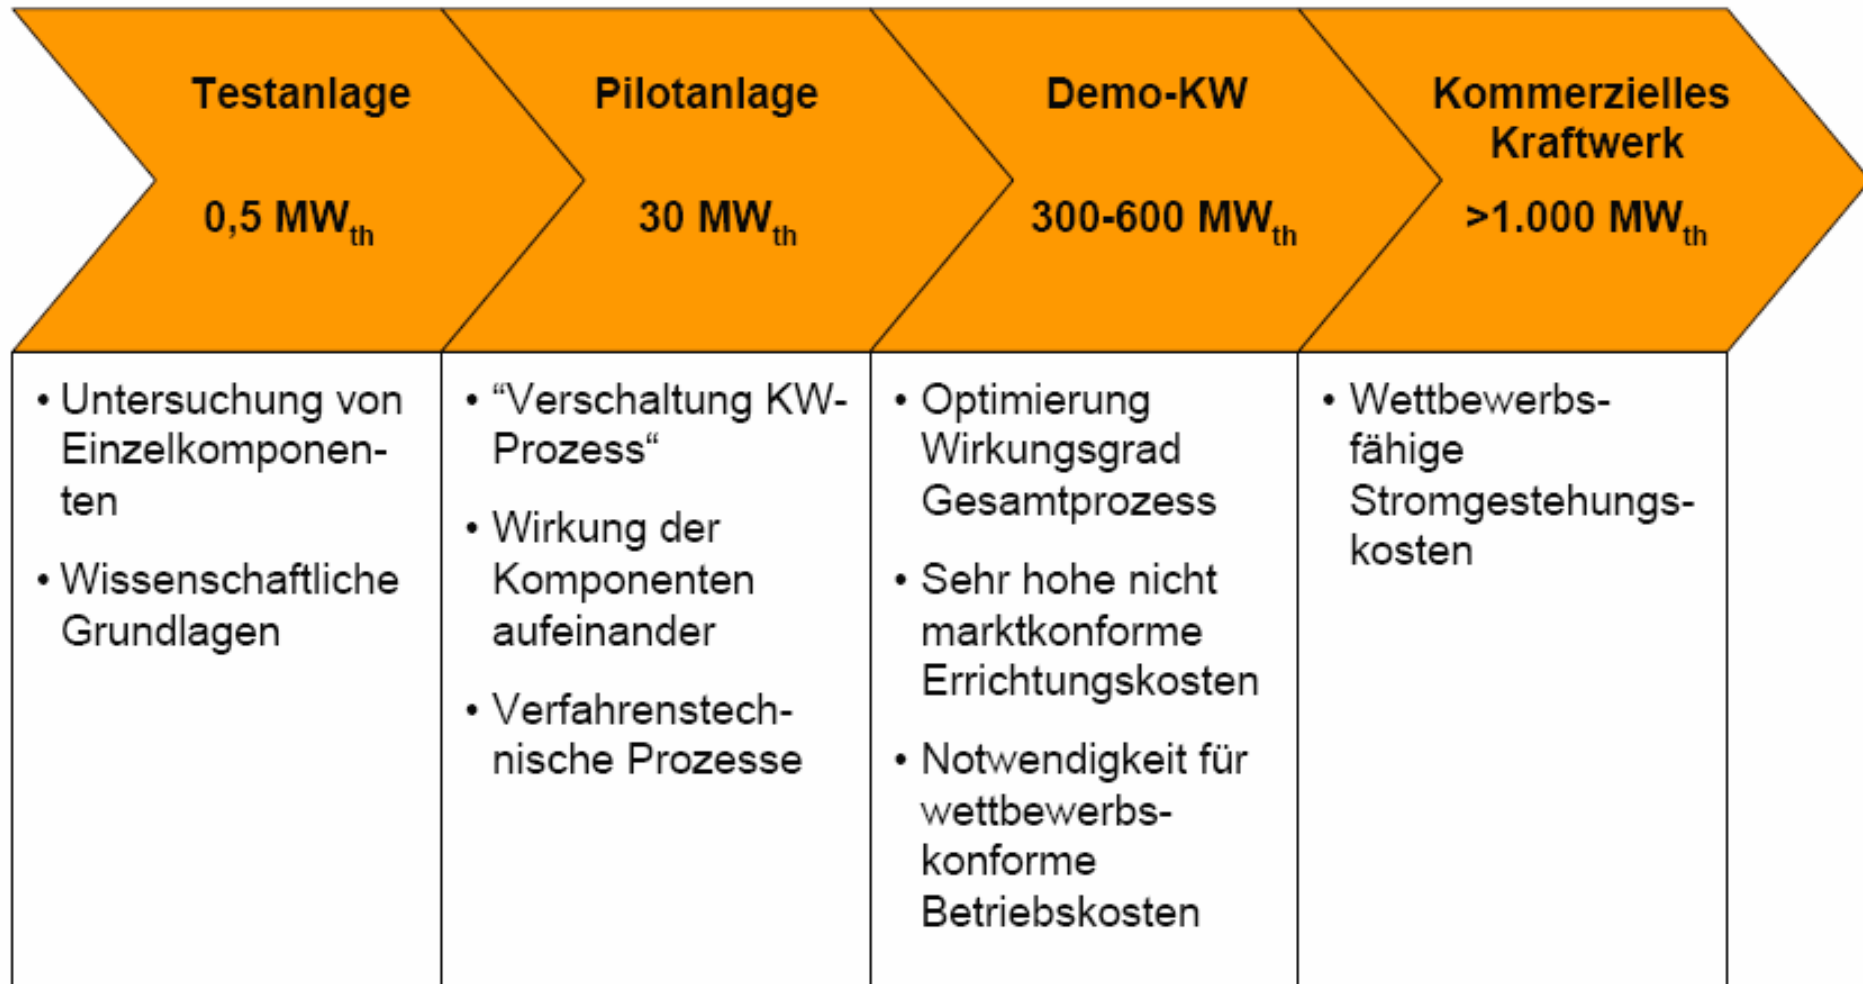 Testanlage
0,5 MWth
Pilotanlage
30 MWth
Demo-KW
300-600 MWth
Kommerzielles
Kraftwerk
>1.000 MWth
• Untersuchung von
Einzelkomponen-
ten
• Wissenschaftliche
Grundlagen
• “Verschaltung KW-
Prozess“
• Wirkung der
Komponenten
aufeinander
• Verfahrenstech-
nische Prozesse
• Optimierung
Wirkungsgrad
Gesamtprozess
• Sehr hohe nicht
marktkonforme
Errichtungskosten
• Notwendigkeit für
wettbewerbs-
konforme
Betriebskosten
• Wettbewerbs-
fähige
Stromgestehungs-
kosten